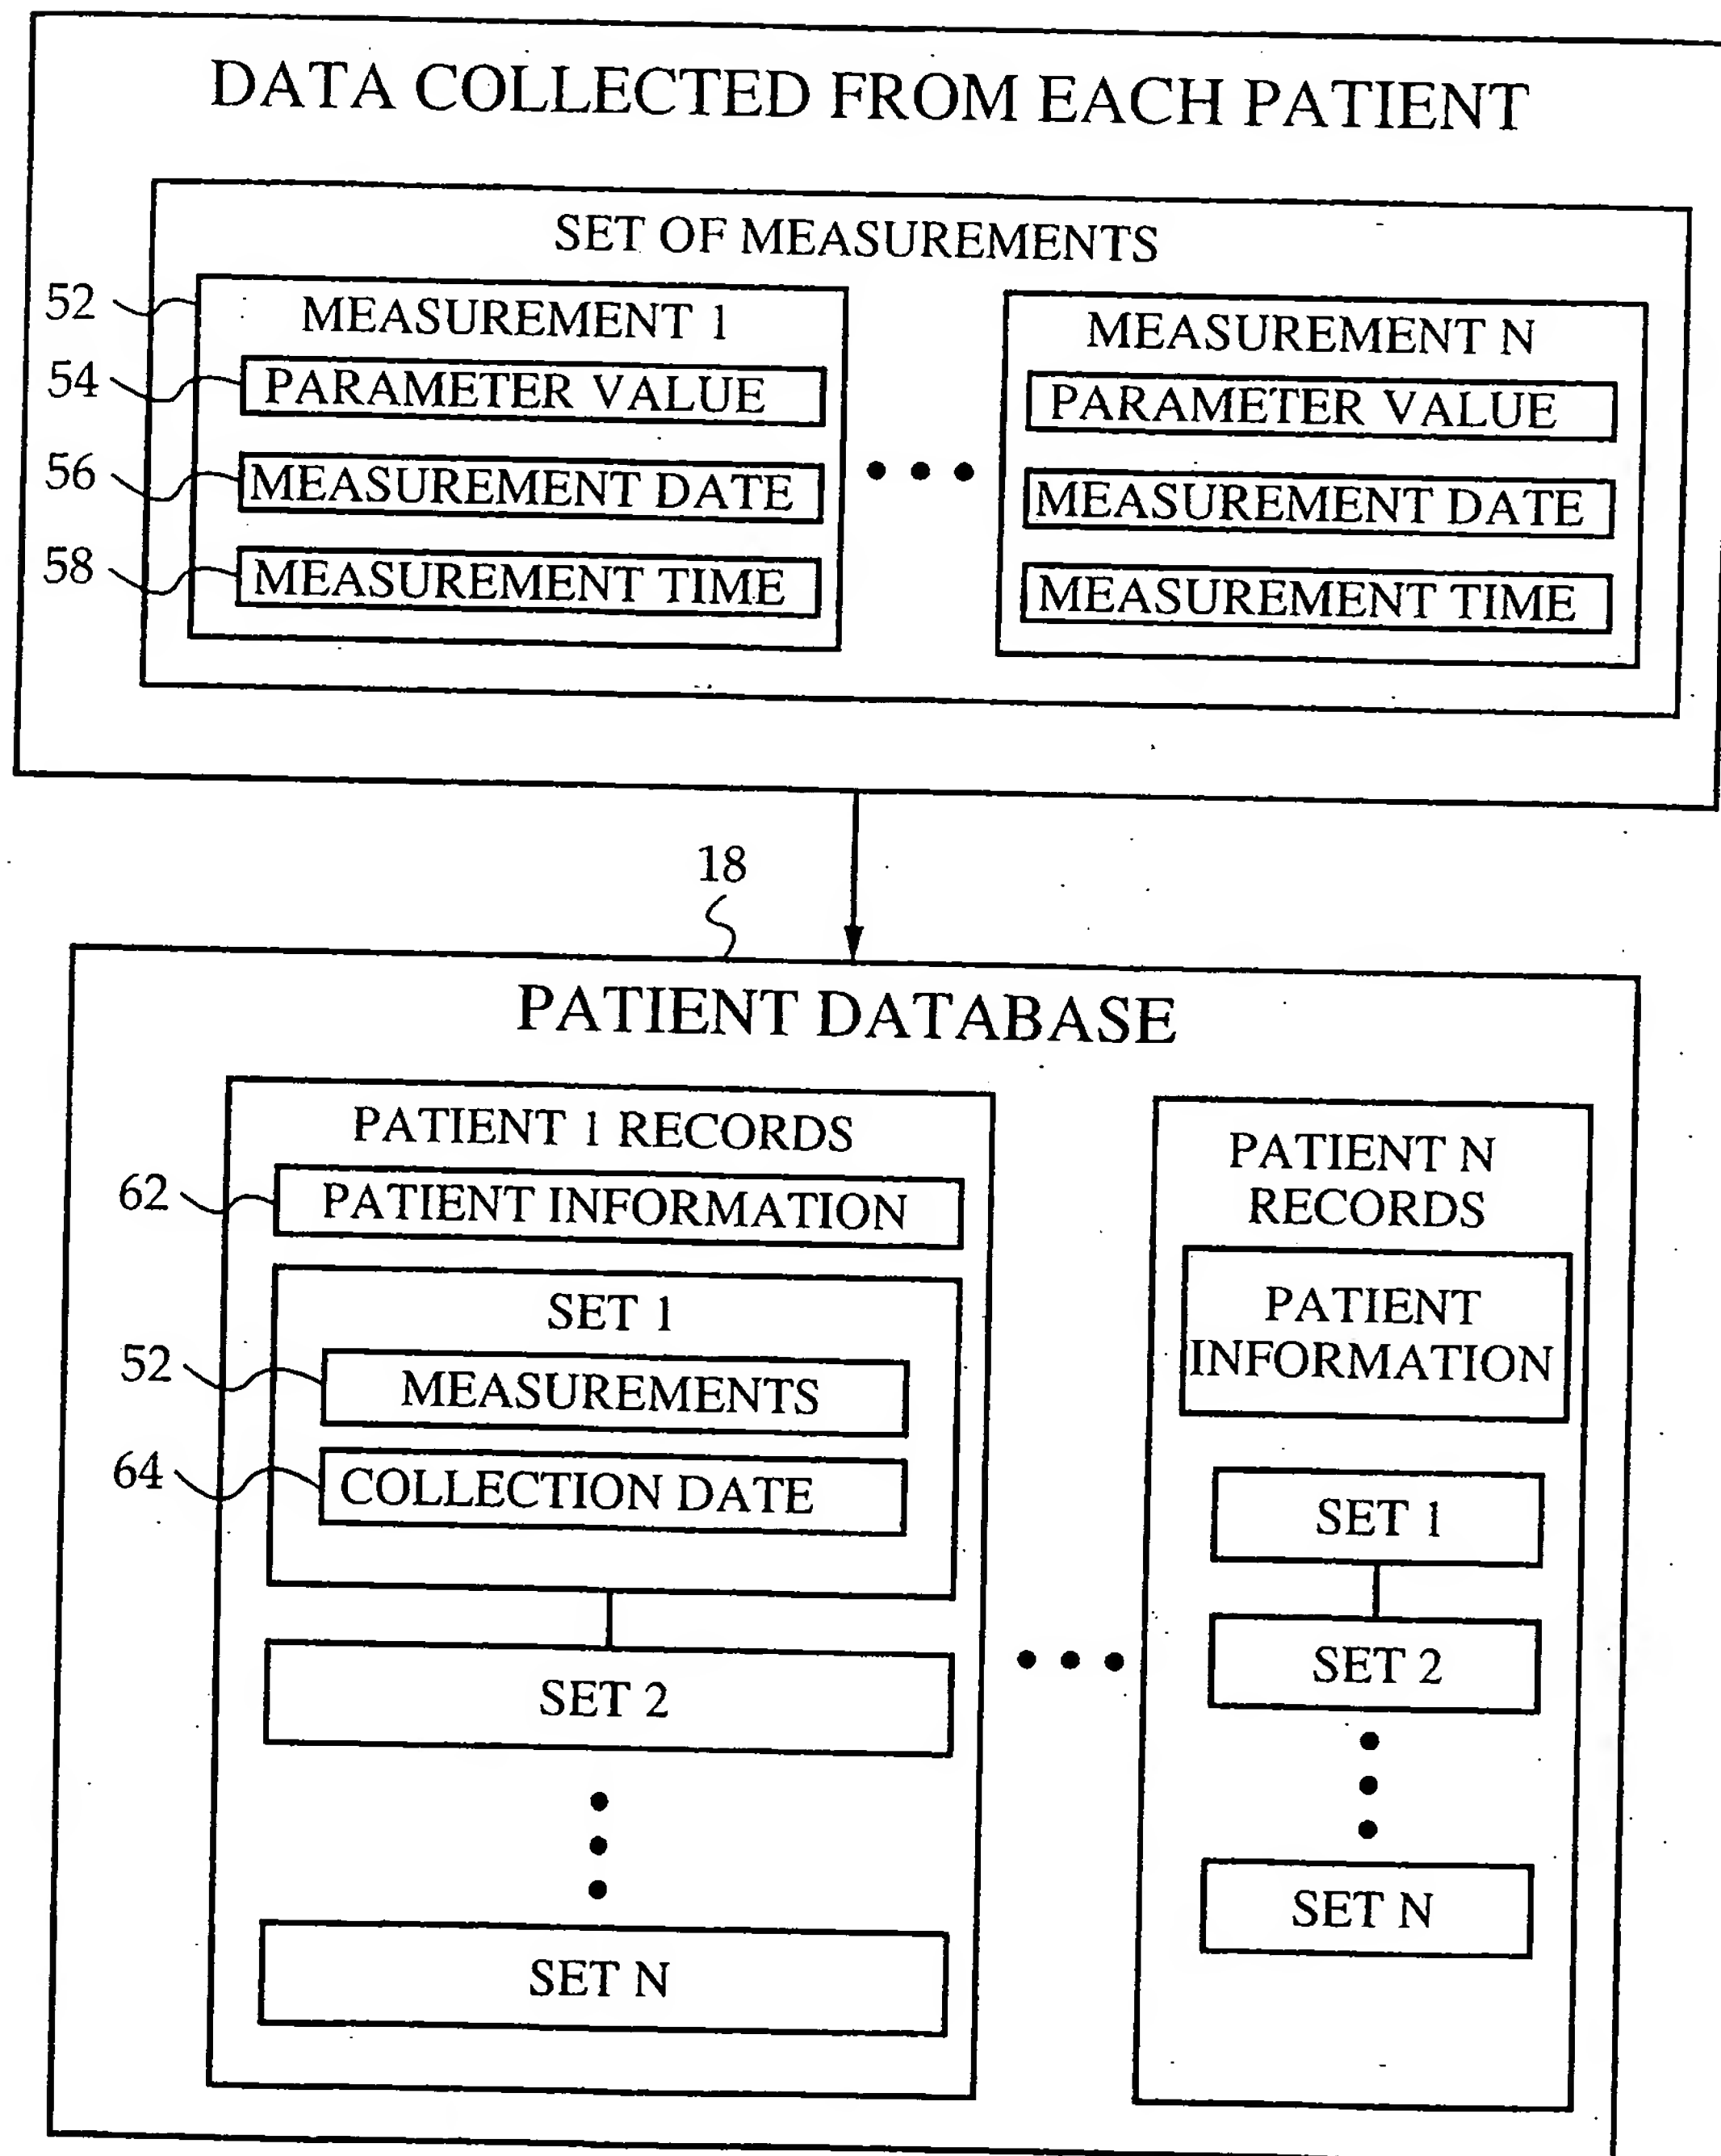 DATA COLLECTED FROM EACH PATIENT
SET OF MEASUREMENTS
52
MEASUREMENT 1
54
PARAMETER VALUE
56
MEASUREMENT DATE
58
MEASUREMENT TIME
MEASUREMENT N
PARAMETER VALUE
MEASUREMENT DATE
MEASUREMENT TIME
18
PATIENT DATABASE
PATIENT 1 RECORDS
62
PATIENT INFORMATION
SET 1
52
MEASUREMENTS
64
COLLECTION DATE
SET 2
SET N
PATIENT N
RECORDS
PATIENT
INFORMATION
SET 1
SET 2
SET N